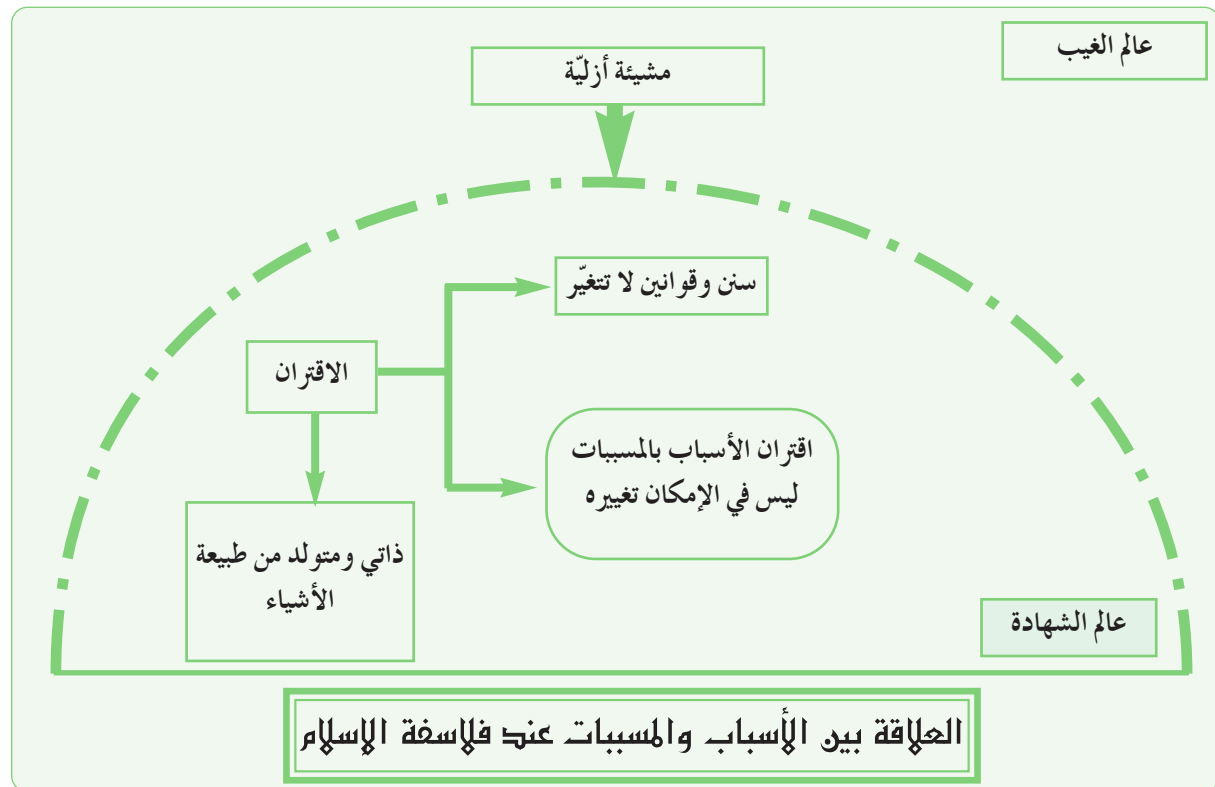 عالم الغيب
مشيئة أزليّة
سنن وقوانين لا تتغيّر
الاقتران
اقتران الأسباب بالمسببات
ليس في الإمكان تغييره
ذاتي ومتولد من طبيعة
الأشياء
عالم الشهادة
العلاقة بين الأسباب والمسببات عند فلاسفة الإسلام